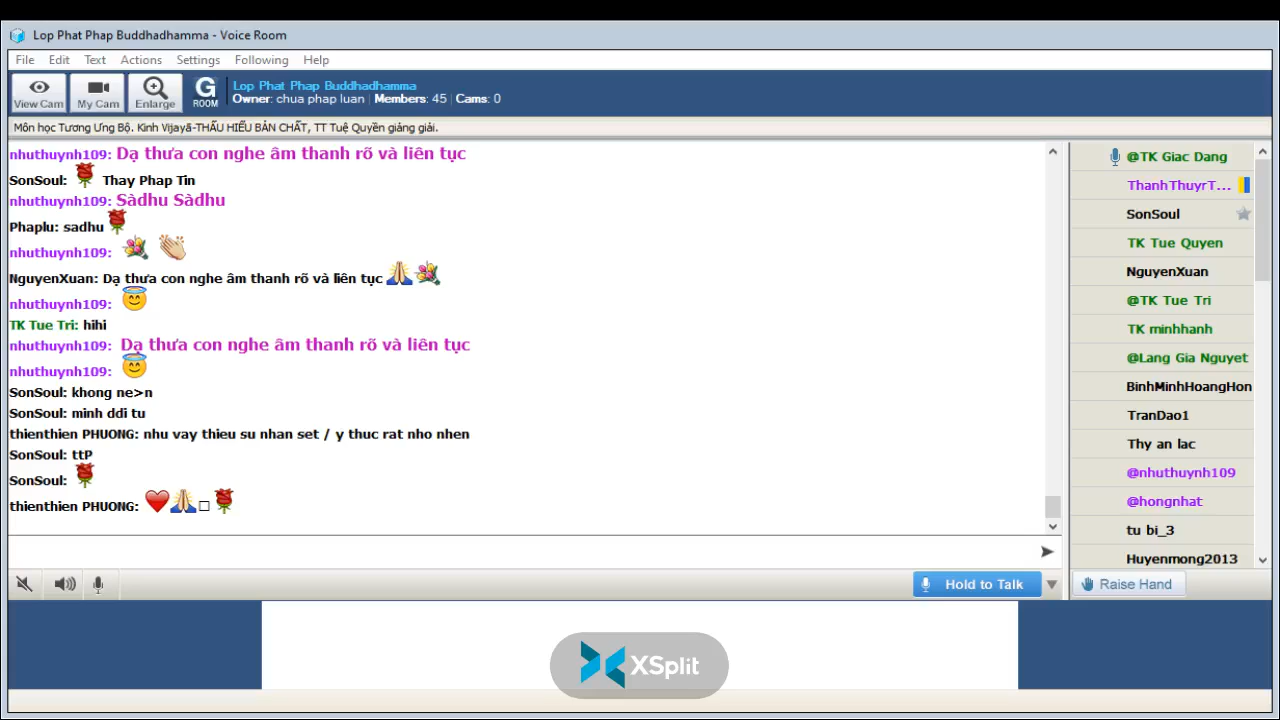 Lop Phat Phap Buddhadhamma - Voice Room
File Edit Text Actions Settings Following Help
View Cam My Cam Enlarge G ROOM
Lop Phat Phap Buddhadhamma
Owner: chua phap luan | Members: 45 | Cams: 0
Môn học Tương Ưng Bộ. Kinh Vijayā-THẤU HIỂU BẢN CHẤT, TT Tuệ Quyền giảng giải.
nhuthuynh109: Dạ thưa con nghe âm thanh rõ và liên tục
SonSoul: Thay Phap Tin
nhuthuynh109: Sàdhu Sàdhu
Phaplu: sadhu
nhuthuynh109:
NguyenXuan: Dạ thưa con nghe âm thanh rõ và liên tục
nhuthuynh109:
TK Tue Tri: hihi
nhuthuynh109: Dạ thưa con nghe âm thanh rõ và liên tục
nhuthuynh109:
SonSoul: khong ne>n
SonSoul: minh ddi tu
thienthien PHUONG: nhu vay thieu su nhan set / y thuc rat nho nhen
SonSoul: ttP
SonSoul:
thienthien PHUONG:
@TK Giac Dang
ThanhThuyrT...
SonSoul
TK Tue Quyen
NguyenXuan
@TK Tue Tri
TK minhhanh
@Lang Gia Nguyet
BinhMinhHoangHon
TranDao1
Thy an lac
@nhuthuynh109
@hongnhat
tu bi_3
Huyenmong2013
Hold to Talk
Raise Hand
XSplit